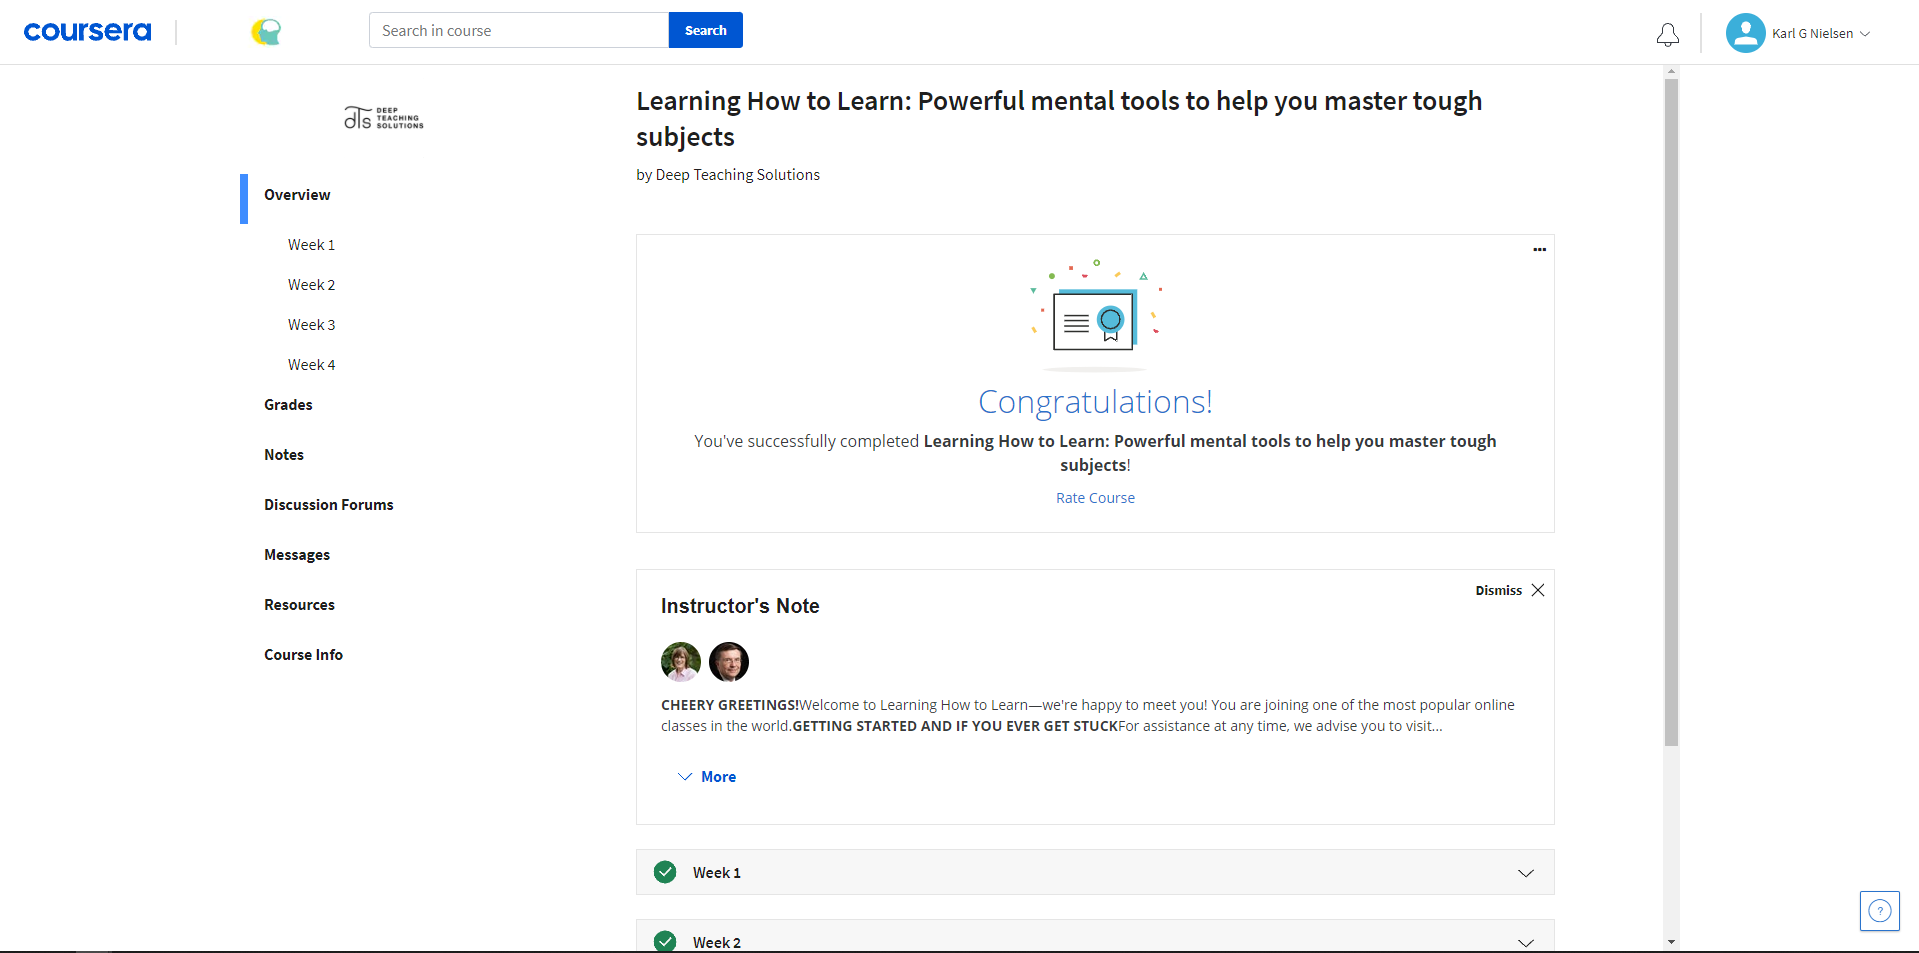 coursera
Search in course
Search
Karl G Nielsen
dTs DEEP
TEACHING
SOLUTIONS
Overview
Week 1
Week 2
Week 3
Week 4
Grades
Notes
Discussion Forums
Messages
Resources
Course Info
Learning How to Learn: Powerful mental tools to help you master tough
subjects
by Deep Teaching Solutions
Congratulations!
You've successfully completed Learning How to Learn: Powerful mental tools to help you master tough
subjects!
Rate Course
Dismiss
Instructor's Note
CHEERY GREETINGS!Welcome to Learning How to Learn—we're happy to meet you! You are joining one of the most popular online
classes in the world.GETTING STARTED AND IF YOU EVER GET STUCKFor assistance at any time, we advise you to visit...
More
Week 1
Week 2
?